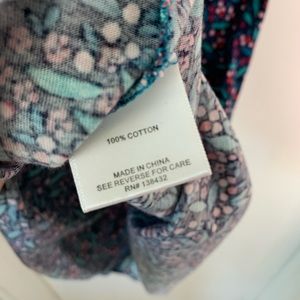 100% COTTON
MADE IN CHINA
SEE REVERSE FOR CARE
RN# 138432